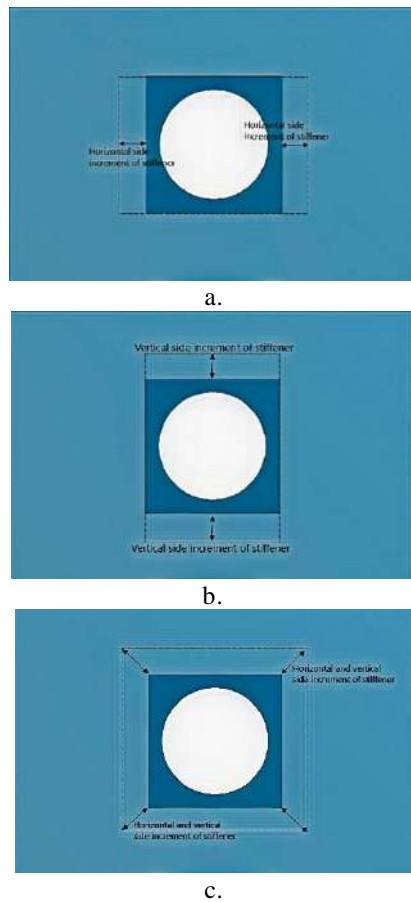 Horizontal side
increment of stiffener
Horizontal side
increment of stiffener
a.
Vertical side increment of stiffener
Vertical side increment of stiffener
b.
Horizontal and vertical
side increment of stiffener
Horizontal and vertical
side increment of stiffener
c.